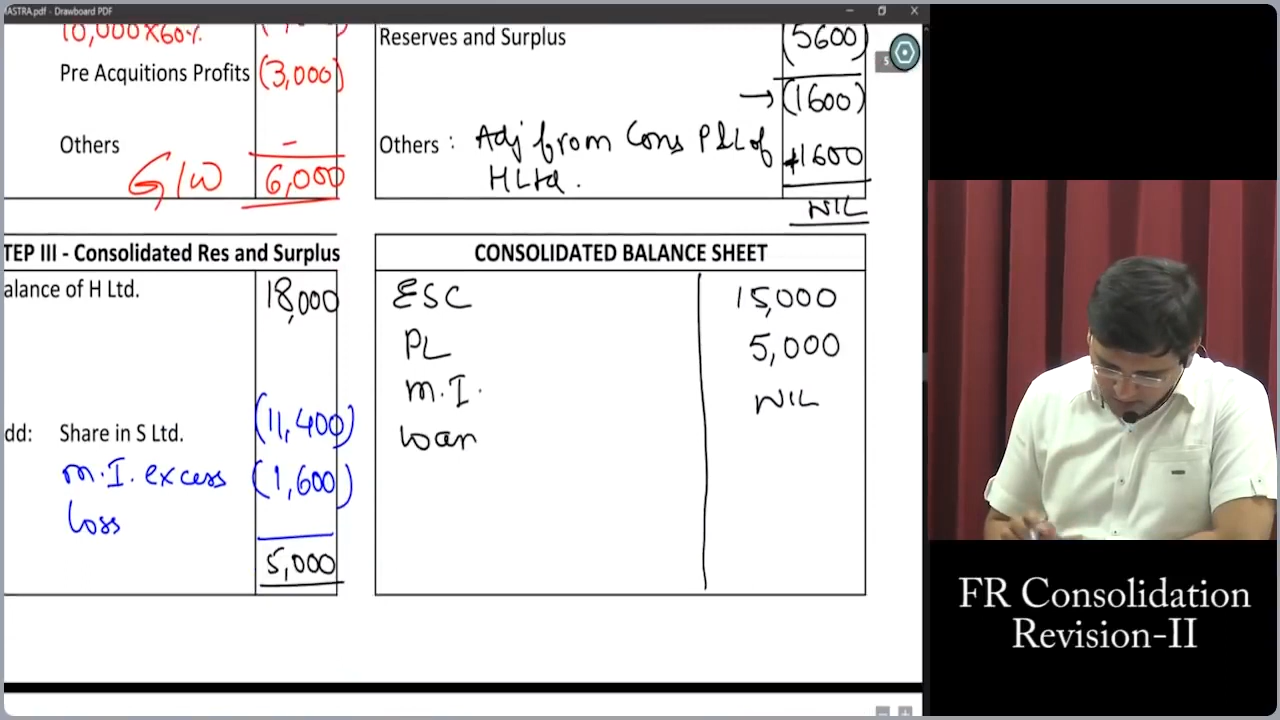 IASTRA.pdf - Drawboard PDF
10,000x60%
Pre Acquitions Profits (3,000)
Others -
G/W 6,000
Reserves and Surplus (5600)
→ (1600)
Others : Adj from Cons P&L of +1600
H Ltd.
NIL
5
TEP III - Consolidated Res and Surplus
alance of H Ltd. 18,000
dd: Share in S Ltd. (11,400)
M.I. excess (1,600)
Loss
5,000
CONSOLIDATED BALANCE SHEET
ESC 15,000
PL 5,000
M.I. NIL
Loan
FR Consolidation
Revision-II